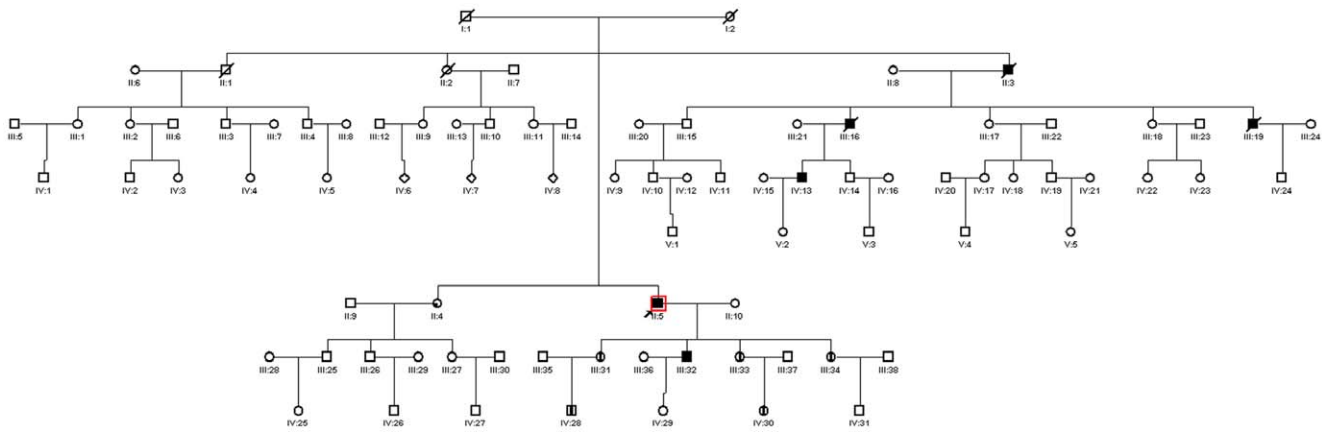 I:1 I:2
II:6 II:1 II:2 II:7 II:8 II:3
III:5 III:1 III:2 III:6 III:3 III:7 III:4 III:8 III:12 III:9 III:13 III:10 III:11 III:14 III:20 III:15 III:21 III:16 III:17 III:22 III:18 III:23 III:19 III:24
IV:1 IV:2 IV:3 IV:4 IV:5 IV:6 IV:7 IV:8 IV:9 IV:10 IV:12 IV:11 IV:15 IV:13 IV:14 IV:16 IV:20 IV:17 IV:18 IV:19 IV:21 IV:22 IV:23 IV:24
V:1 V:2 V:3 V:4 V:5
II:9 II:4 II:5 II:10
III:28 III:25 III:26 III:29 III:27 III:30 III:35 III:31 III:36 III:32 III:33 III:37 III:34 III:38
IV:25 IV:26 IV:27 IV:28 IV:29 IV:30 IV:31